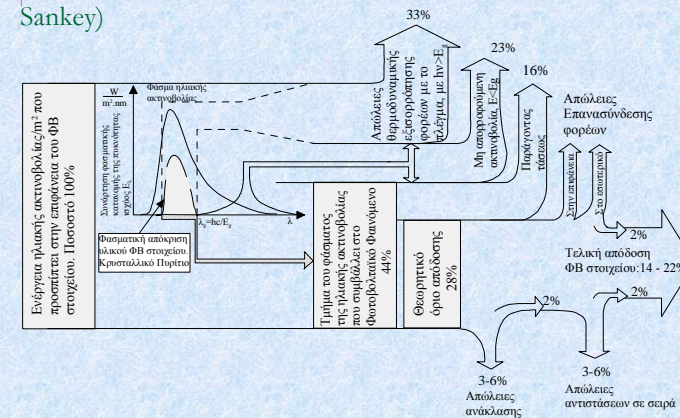 Sankey)
33%
23%
16%
Απώλειες
θερμοδυναμικής
εξισορρόπησης
φορέων με το
πλέγμα, με hν>E
Μη απορροφούμενη
ακτινοβολία, E<Eg
Παράγοντας
τάσεως
Απώλειες
Επανασύνδεσης
φορέων
Στην επιφάνεια
Στο εσωτερικό
Ενέργεια ηλιακής ακτινοβολίας/m² που
προσπίπτει στην επιφάνεια του ΦΒ
στοιχείου. Ποσοστό 100%
W
m².nm
Φάσμα ηλιακής
ακτινοβολίας
Συνάρτηση φασματικής
κατανομής της πυκνότητας
ισχύος Eλ
λg=hc/Eg
λ
Φασματική απόκριση
υλικού ΦΒ στοιχείου.
Κρυσταλλικό Πυρίτιο
Τμήμα του φάσματος
της ηλιακής ακτινοβολίας
που συμβάλλει στο
Φωτοβολταϊκό Φαινόμενο
44%
Θεωρητικό
όριο απόδοσης
28%
2%
Τελική απόδοση
ΦΒ στοιχείου:14 - 22%
2%
2%
3-6%
Απώλειες
ανάκλασης
3-6%
Απώλειες
αντιστάσεων σε σειρά